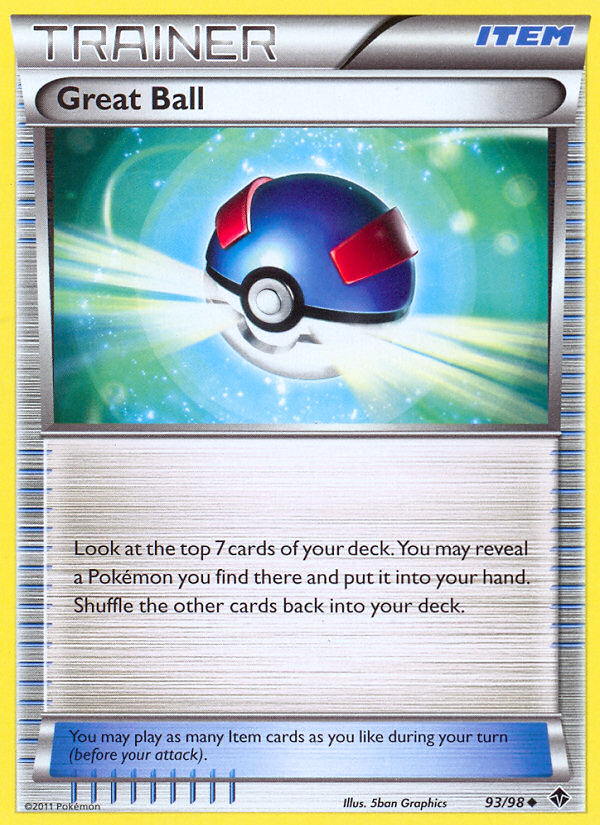 TRAINER
ITEM
Great Ball
Look at the top 7 cards of your deck. You may reveal
a Pokémon you find there and put it into your hand.
Shuffle the other cards back into your deck.
You may play as many Item cards as you like during your turn
(before your attack).
©2011 Pokémon
Illus. 5ban Graphics
93/98